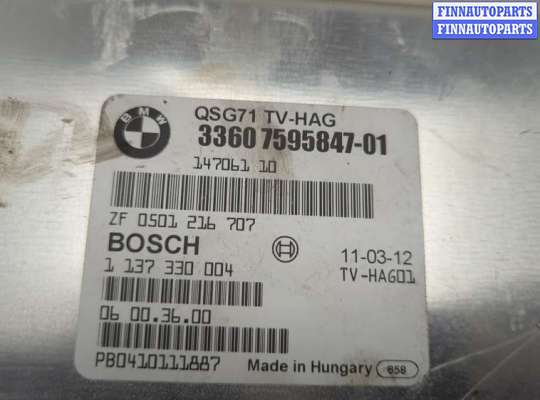 FINNAUTOPARTS
FINNAUTOPARTS
BMW
QSG71 TV-HAG
3360 7595847-01
147061 10
ZF 0501 216 707
BOSCH
11-03-12
1 137 330 004
TV-HAG01
06 00.36.00
PB0410111887
Made in Hungary
658